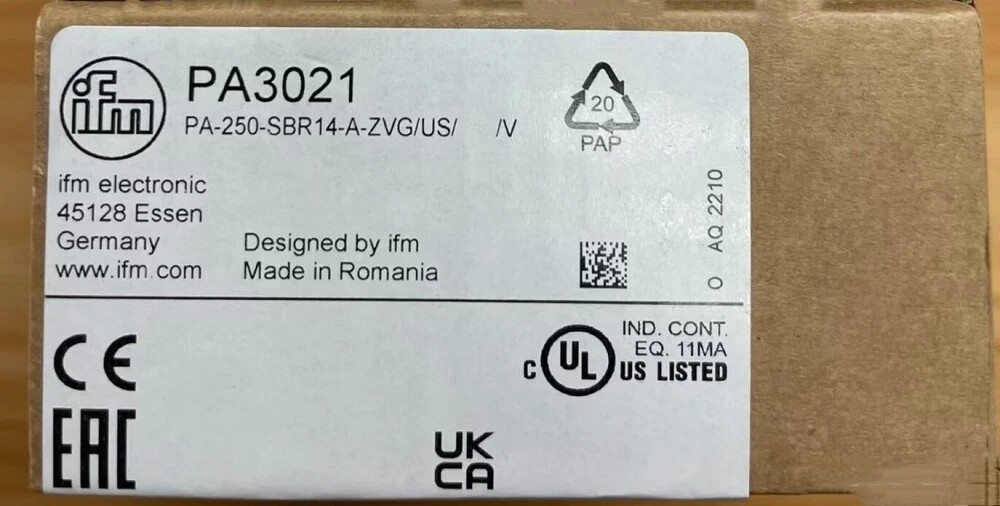 ifm
PA3021
PA-250-SBR14-A-ZVG/US/ /V
20
PAP
ifm electronic
45128 Essen
Germany
www.ifm.com
Designed by ifm
Made in Romania
O AQ 2210
CE
EAC
UK
CA
C UL US LISTED
IND. CONT.
EQ. 11MA